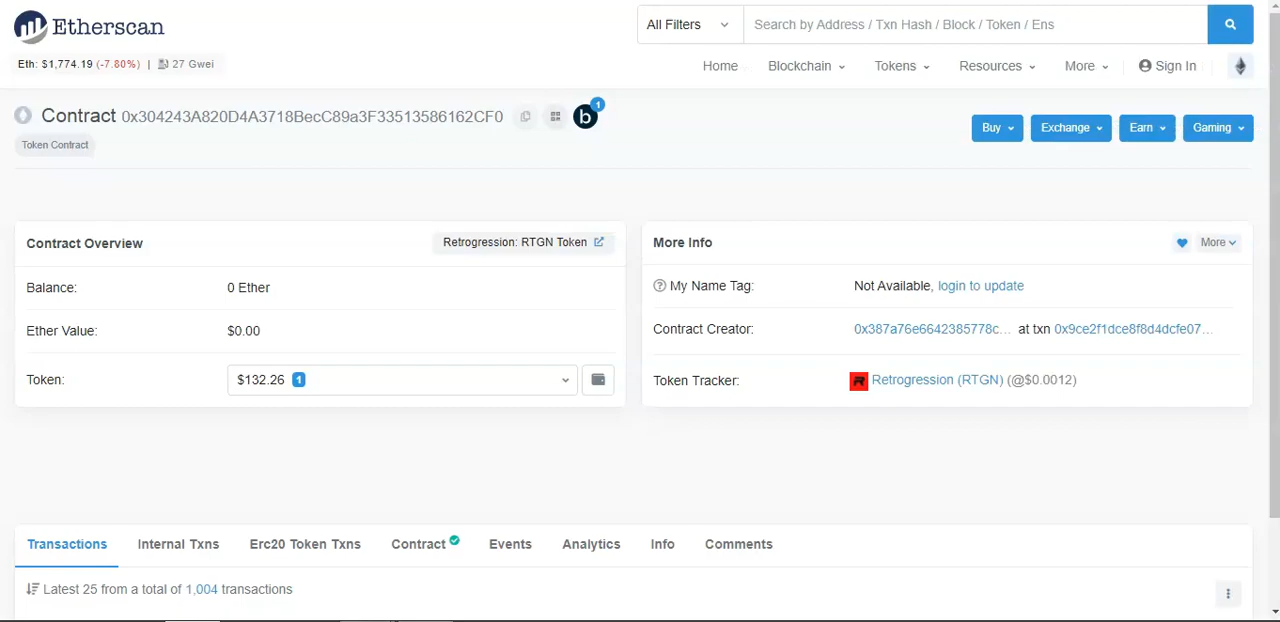 Etherscan
All Filters
Search by Address / Txn Hash / Block / Token / Ens
Eth: $1,774.19 (-7.80%) | 27 Gwei
Home Blockchain Tokens Resources More Sign In
Contract 0x304243A820D4A3718BecC89a3F33513586162CF0
b 1
Token Contract
Buy Exchange Earn Gaming
Contract Overview
Retrogression: RTGN Token
Balance: 0 Ether
Ether Value: $0.00
Token: $132.26 1
More Info
More
My Name Tag: Not Available, login to update
Contract Creator: 0x387a76e6642385778c... at txn 0x9ce2f1dce8f8d4dcfe07...
Token Tracker: Retrogression (RTGN) (@$0.0012)
Transactions Internal Txns Erc20 Token Txns Contract Events Analytics Info Comments
Latest 25 from a total of 1,004 transactions